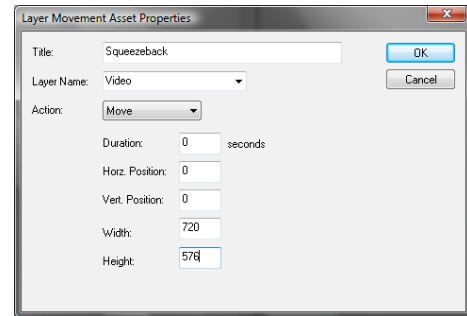 Layer Movement Asset Properties
Title: Squeezeback OK
Layer Name: Video Cancel
Action: Move
Duration: 0 seconds
Horz. Position: 0
Vert. Position: 0
Width: 720
Height: 576